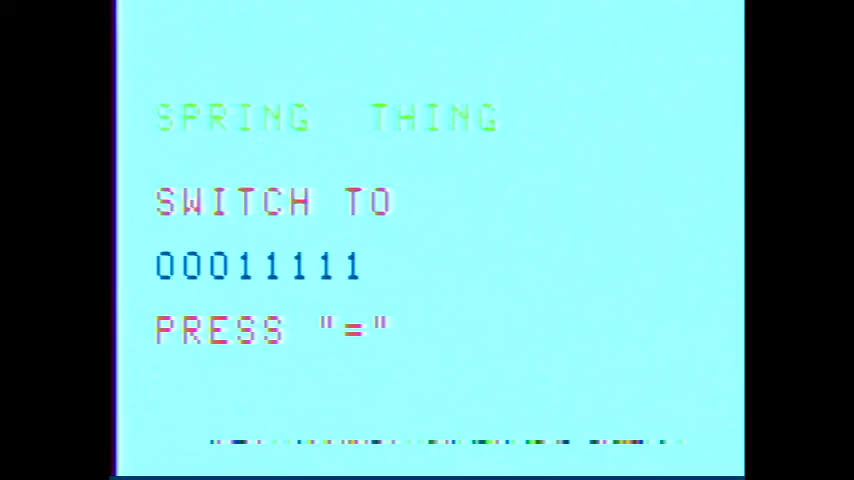 SPRING THING
SWITCH TO
00011111
PRESS "="